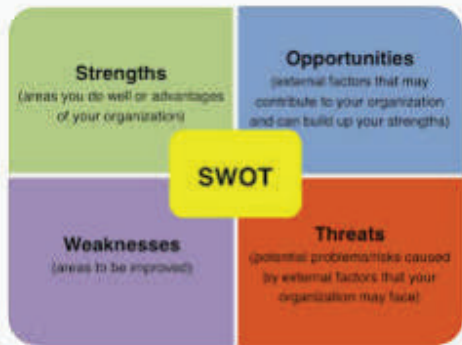 Strengths
(areas you do well or advantages
of your organization)
Opportunities
(external factors that may
contribute to your organization
and can build up your strengths)
SWOT
Weaknesses
(areas to be improved)
Threats
(potential problems/risks caused
by external factors that your
organization may face)